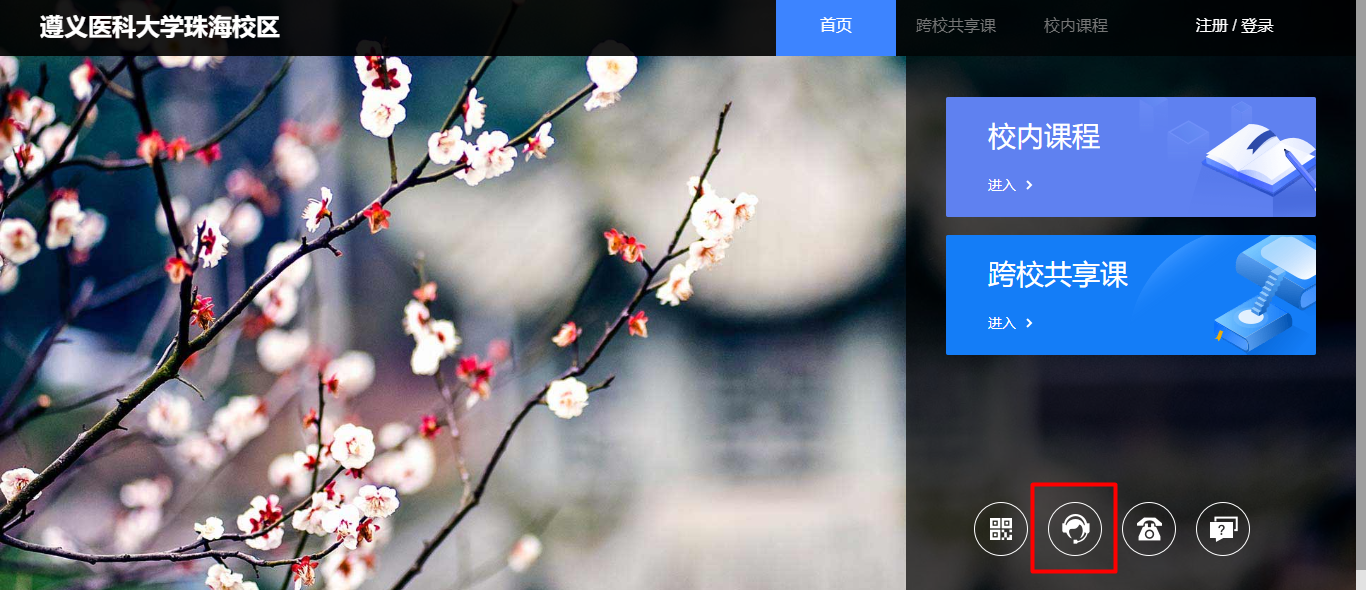 遵义医科大学珠海校区
首页
跨校共享课
校内课程
注册 / 登录
校内课程
进入
跨校共享课
进入
?